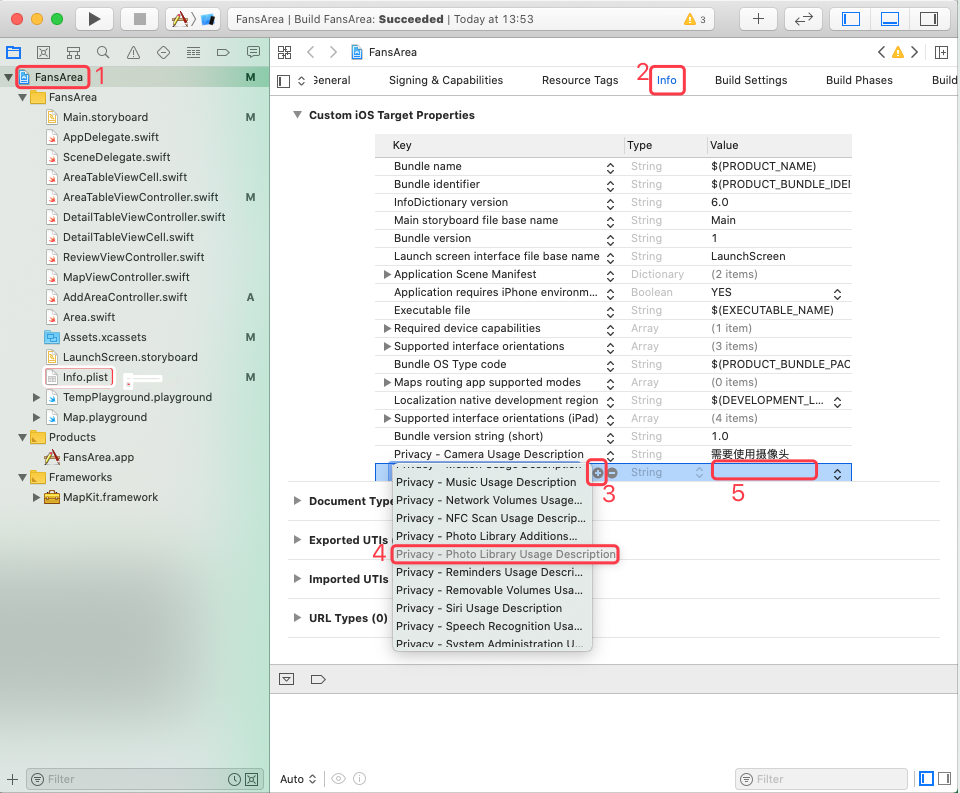 FansArea | Build FansArea: Succeeded | Today at 13:53
3
FansArea
FansArea 1 M
General Signing & Capabilities Resource Tags 2 Info Build Settings Build Phases Build
FansArea
Main.storyboard M
AppDelegate.swift
SceneDelegate.swift
AreaTableViewCell.swift
AreaTableViewController.swift M
DetailTableViewController.swift
DetailTableViewCell.swift
ReviewViewController.swift
MapViewController.swift
AddAreaController.swift A
Area.swift
Assets.xcassets M
LaunchScreen.storyboard
Info.plist M
TempPlayground.playground
Map.playground
Products
FansArea.app
Frameworks
MapKit.framework
Filter
Custom iOS Target Properties
Key Type Value
Bundle name String $(PRODUCT_NAME)
Bundle identifier String $(PRODUCT_BUNDLE_IDEI
InfoDictionary version String 6.0
Main storyboard file base name String Main
Bundle version String 1
Launch screen interface file base name String LaunchScreen
Application Scene Manifest Dictionary (2 items)
Application requires iPhone environm... Boolean YES
Executable file String $(EXECUTABLE_NAME)
Required device capabilities Array (1 item)
Supported interface orientations Array (3 items)
Bundle OS Type code String $(PRODUCT_BUNDLE_PAC
Maps routing app supported modes Array (0 items)
Localization native development region String $(DEVELOPMENT_L...
Supported interface orientations (iPad) Array (4 items)
Bundle version string (short) String 1.0
Privacy - Camera Usage Description String 需要使用摄像头
Privacy - Motion Usage Description String
Privacy - Music Usage Description 3 5
Document Type
Privacy - Network Volumes Usage...
Privacy - NFC Scan Usage Descrip...
Exported UTIs
Privacy - Photo Library Additions...
4 Privacy - Photo Library Usage Description
Imported UTIs
Privacy - Reminders Usage Descri...
Privacy - Removable Volumes Usa...
Privacy - Siri Usage Description
URL Types (0)
Privacy - Speech Recognition Usa...
Privacy - System Administration U...
Auto
Filter